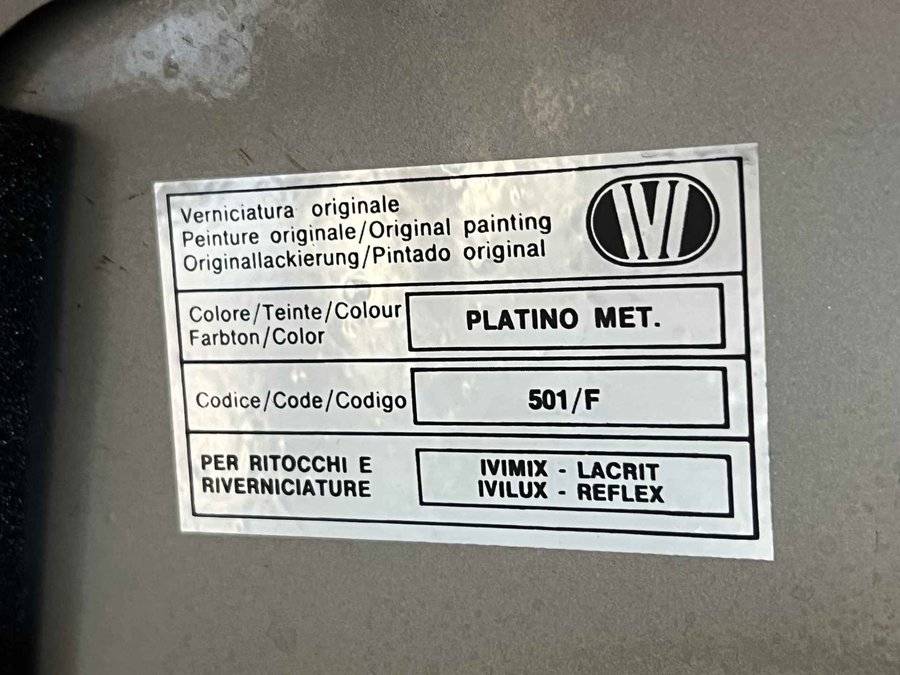 Verniciatura originale
Peinture originale/Original painting
Originallackierung/Pintado original
IVI
Colore/Teinte/Colour
Farbton/Color
PLATINO MET.
Codice/Code/Codigo
501/F
PER RITOCCHI E
RIVERNICIATURE
IVIMIX - LACRIT
IVILUX - REFLEX